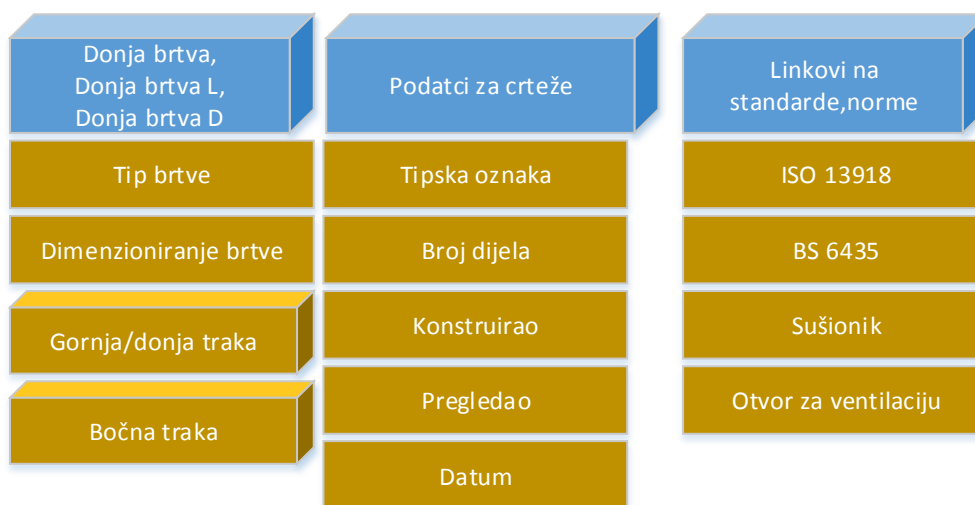 Donja brtva,
Donja brtva L,
Donja brtva D
Tip brtve
Dimenzioniranje brtve
Gornja/donja traka
Bočna traka
Podatci za crteže
Tipska oznaka
Broj dijela
Konstruirao
Pregledao
Datum
Linkovi na
standarde,norme
ISO 13918
BS 6435
Sušionik
Otvor za ventilaciju